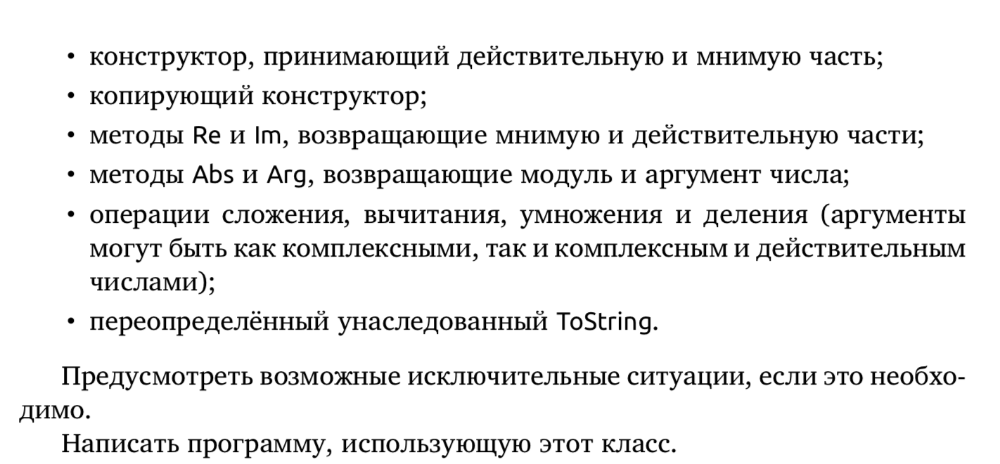 • конструктор, принимающий действительную и мнимую часть;
• копирующий конструктор;
• методы Re и Im, возвращающие мнимую и действительную части;
• методы Abs и Arg, возвращающие модуль и аргумент числа;
• операции сложения, вычитания, умножения и деления (аргументы
могут быть как комплексными, так и комплексным и действительным
числами);
• переопределённый унаследованный ToString.
Предусмотреть возможные исключительные ситуации, если это необхо-
димо.
Написать программу, использующую этот класс.